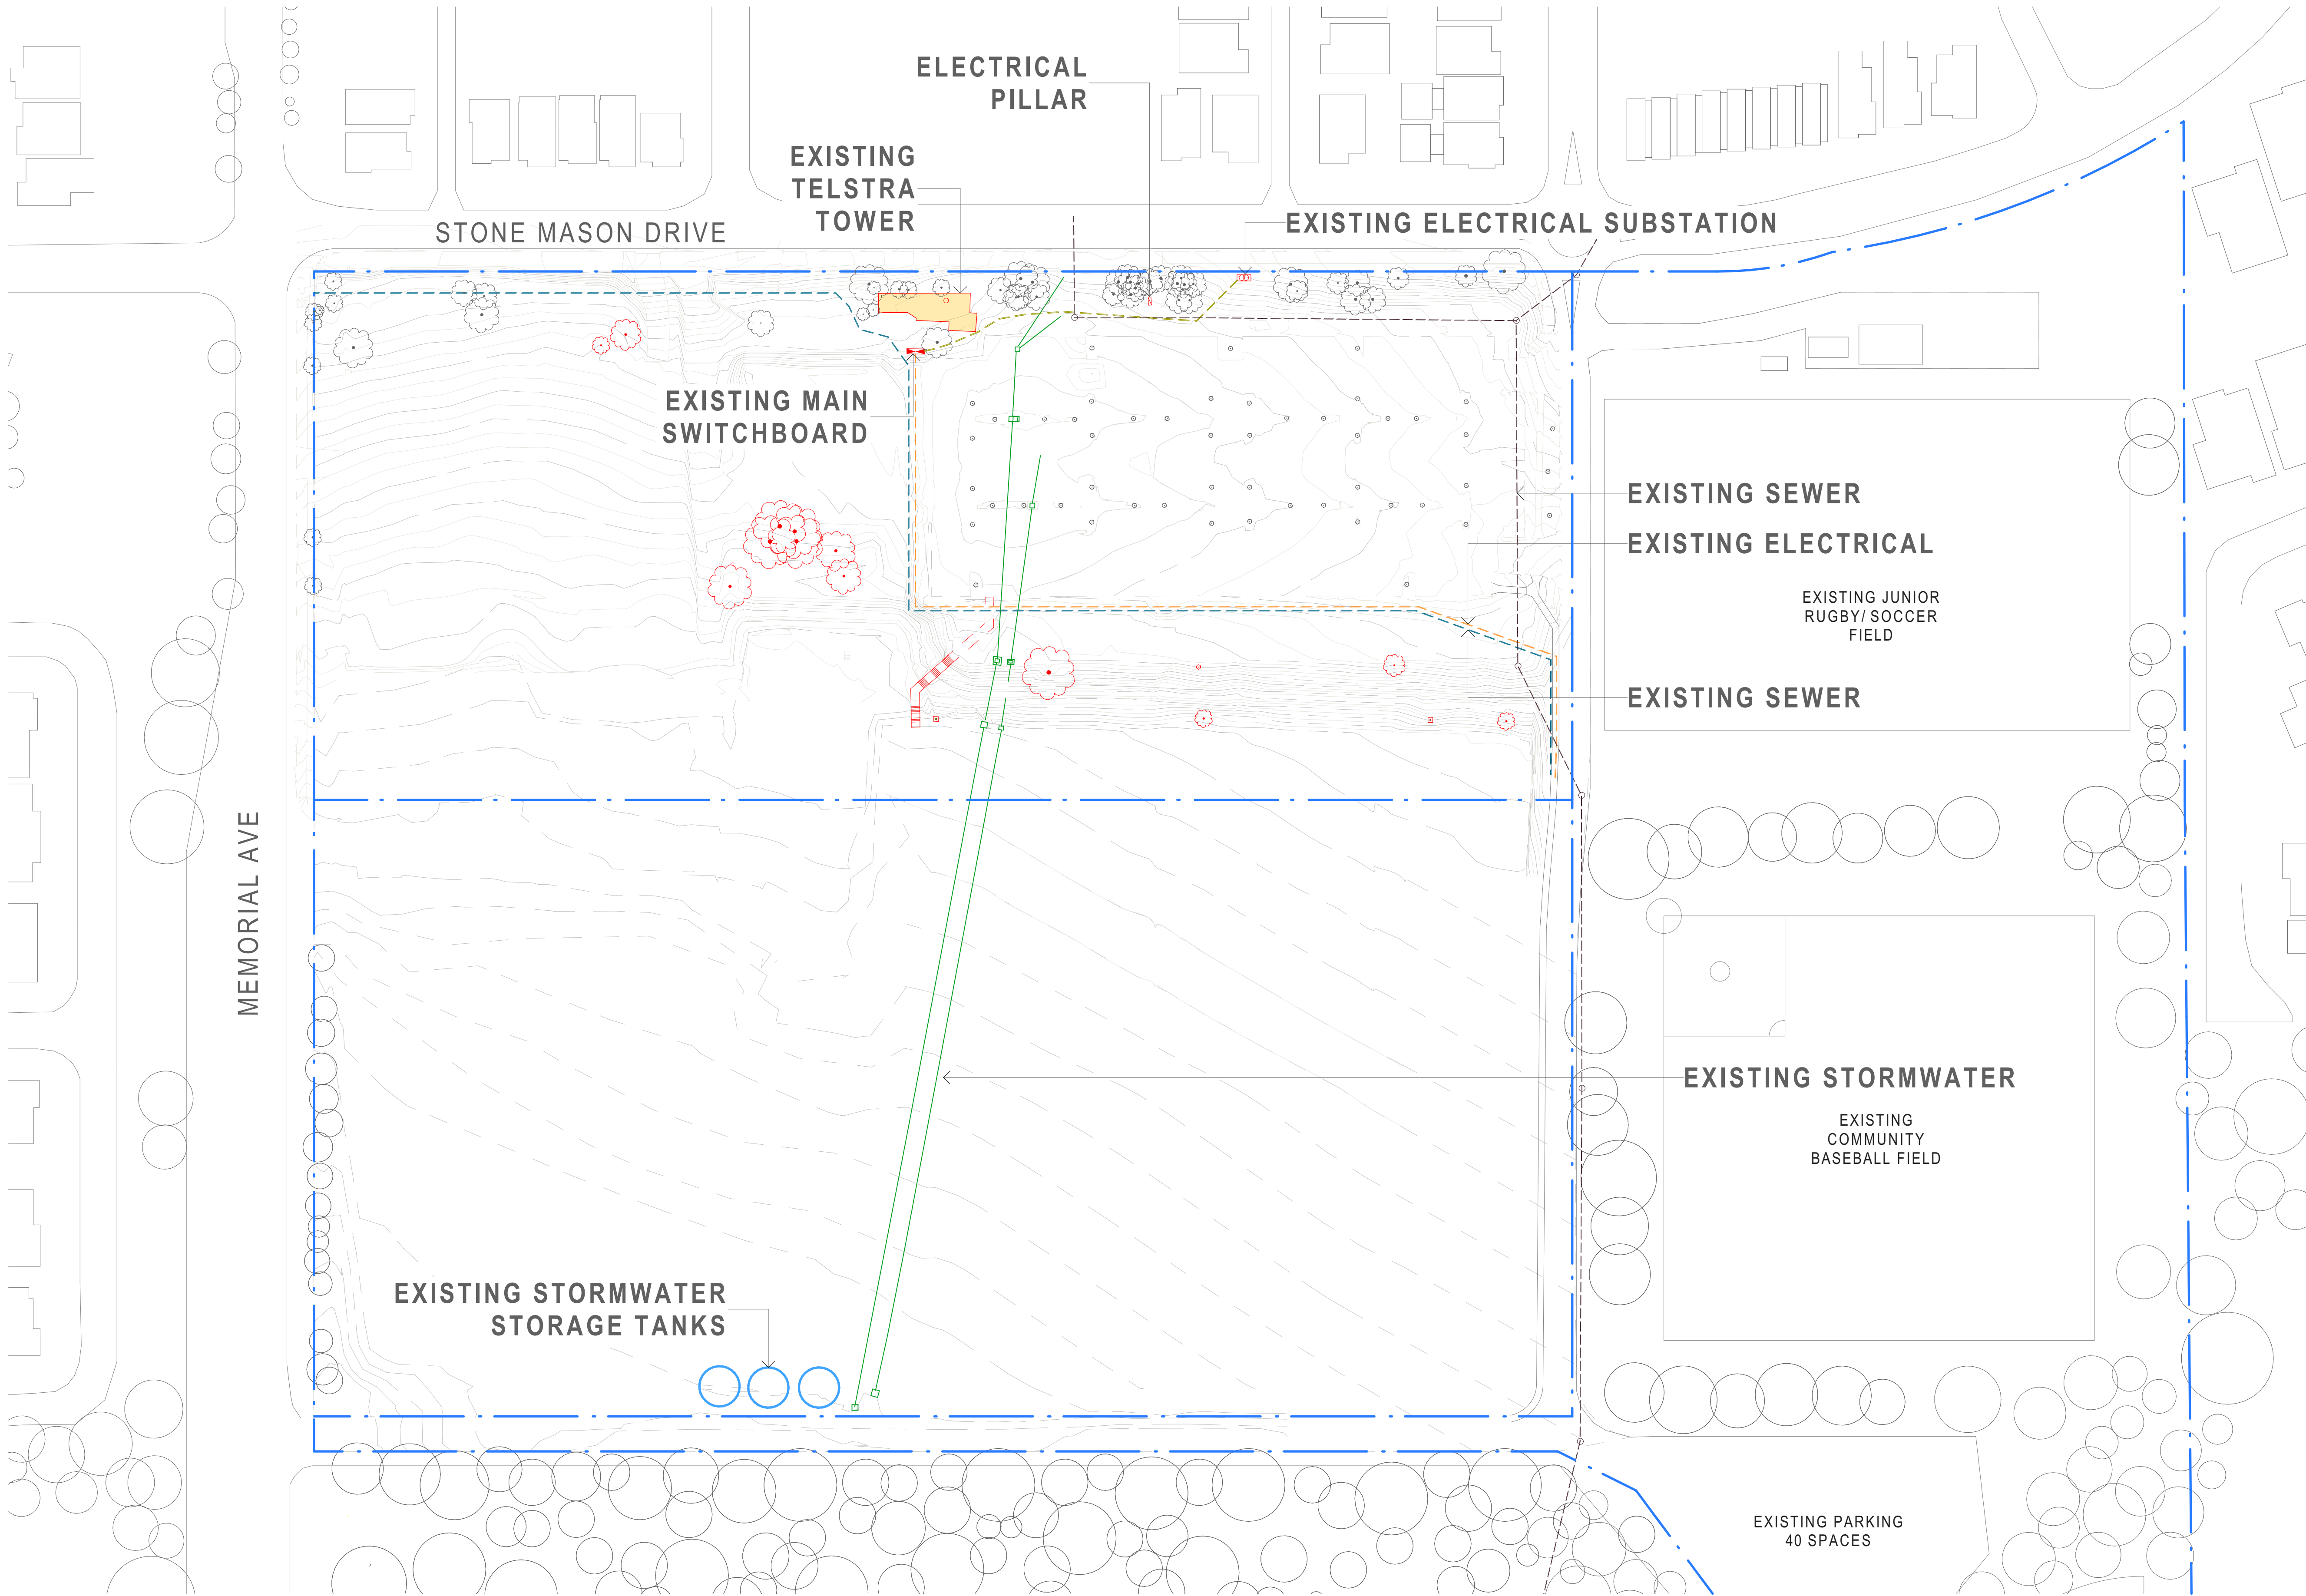 ELECTRICAL
PILLAR
EXISTING
TELSTRA
TOWER
STONE MASON DRIVE
EXISTING ELECTRICAL SUBSTATION
EXISTING MAIN
SWITCHBOARD
EXISTING SEWER
EXISTING ELECTRICAL
EXISTING JUNIOR
RUGBY/ SOCCER
FIELD
EXISTING SEWER
MEMORIAL AVE
EXISTING STORMWATER
EXISTING
COMMUNITY
BASEBALL FIELD
EXISTING STORMWATER
STORAGE TANKS
EXISTING PARKING
40 SPACES